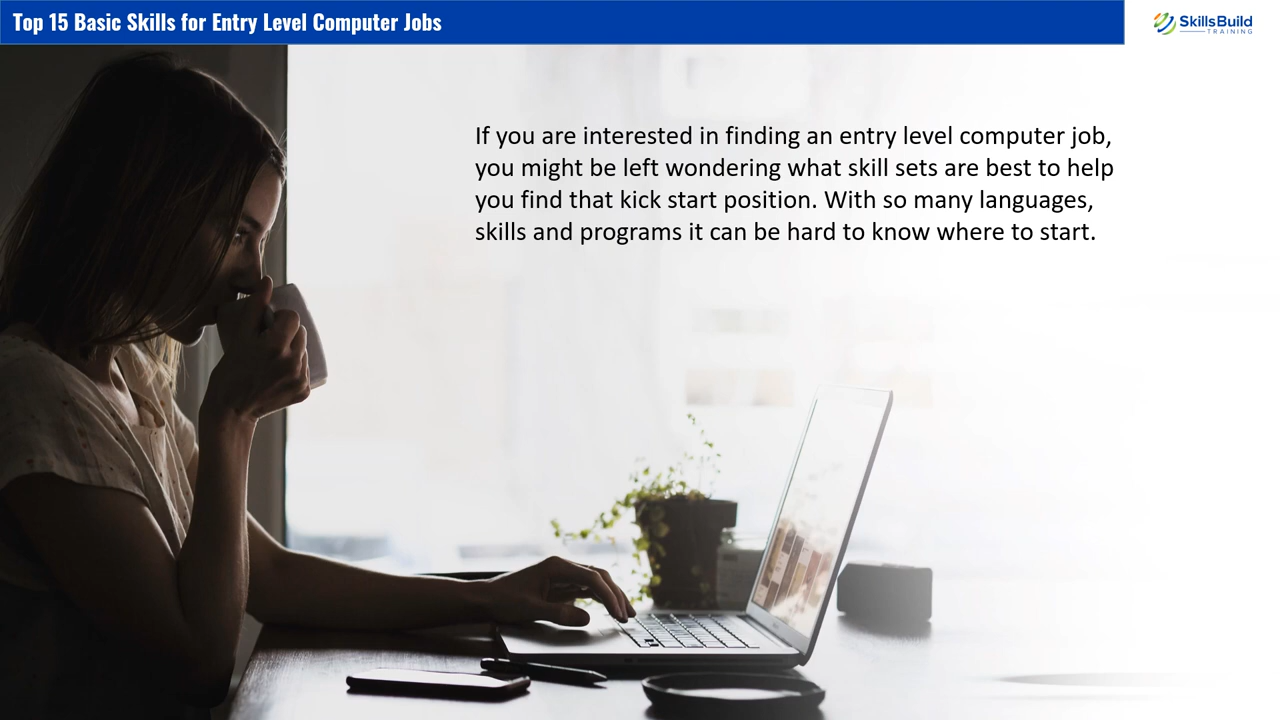 Top 15 Basic Skills for Entry Level Computer Jobs
SkillsBuild
TRAINING
If you are interested in finding an entry level computer job,
you might be left wondering what skill sets are best to help
you find that kick start position. With so many languages,
skills and programs it can be hard to know where to start.